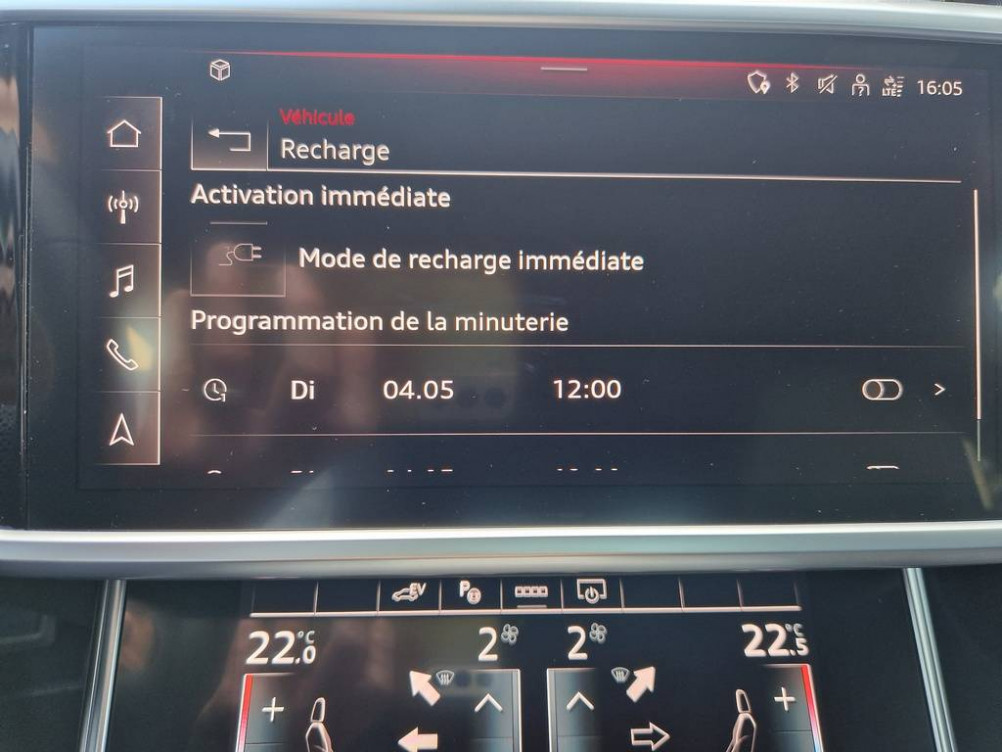 LTE 16:05
Véhicule
Recharge
Activation immédiate
Mode de recharge immédiate
Programmation de la minuterie
Di 04.05 12:00
EV P
22.0 °C 2 2 22.5 °C